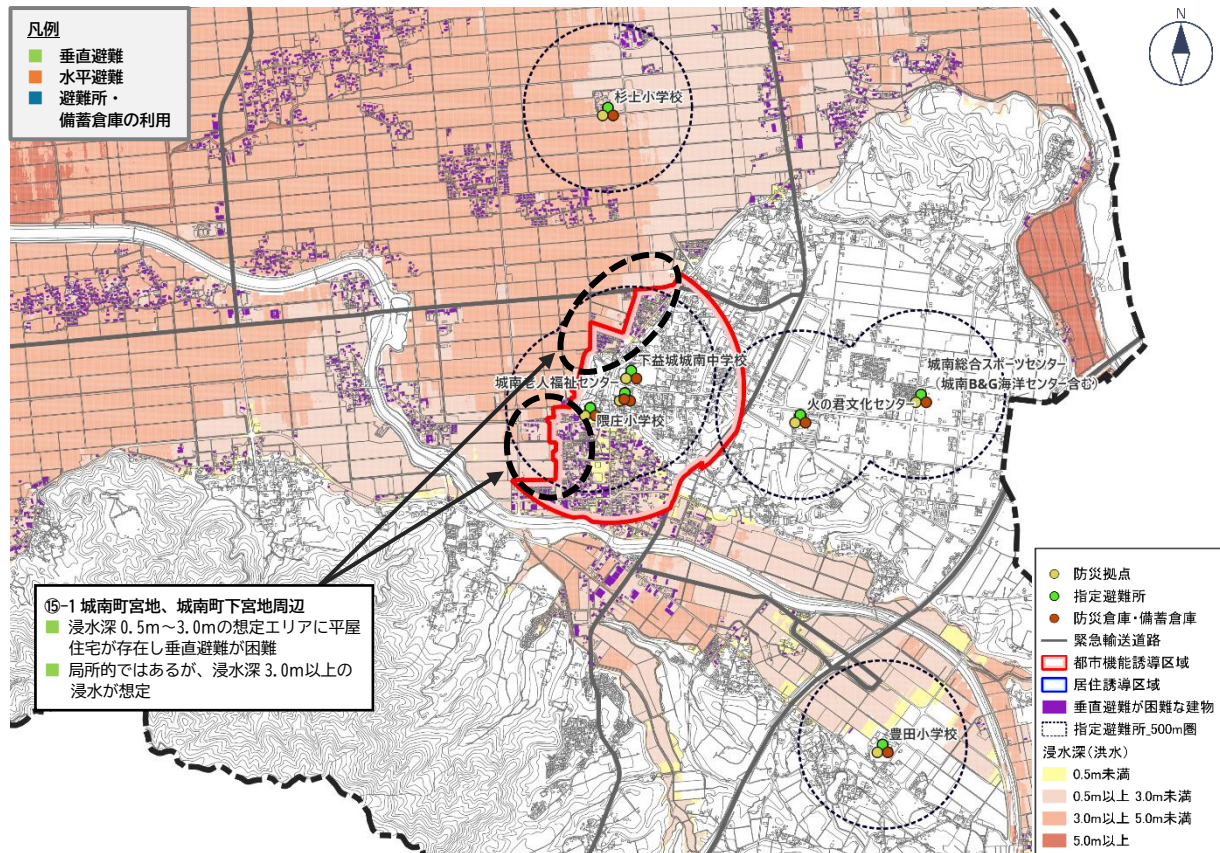 凡例
垂直避難
水平避難
避難所・
備蓄倉庫の利用
N
杉上小学校
下益城城南中学校
城南老人福祉センター
隈庄小学校
城南総合スポーツセンター
(城南B&G海洋センター含む)
火の君文化センター
豊田小学校
⑮-1 城南町宮地、城南町下宮地周辺
浸水深 0.5m～3.0mの想定エリアに平屋
住宅が存在し垂直避難が困難
局所的ではあるが、浸水深 3.0m以上の
浸水が想定
防災拠点
指定避難所
防災倉庫・備蓄倉庫
緊急輸送道路
都市機能誘導区域
居住誘導区域
垂直避難が困難な建物
指定避難所_500m圏
浸水深(洪水)
0.5m未満
0.5m以上 3.0m未満
3.0m以上 5.0m未満
5.0m以上